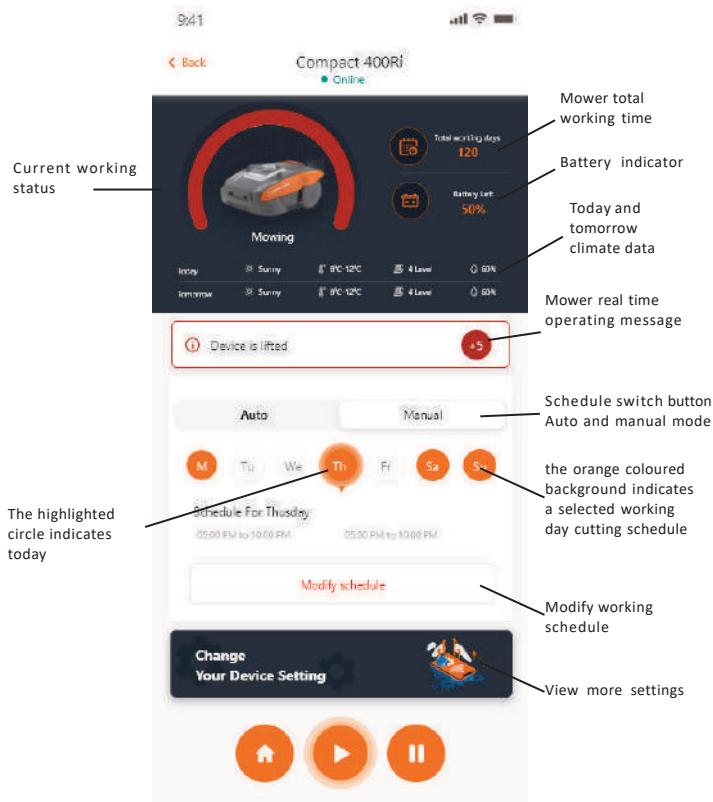 9:41
Back
Compact 400Ri
Online
Mower total
working time
Total working days
120
Battery indicator
Battery Left
50%
Current working
status
Mowing
Today and
tomorrow
climate data
Today Sunny 8°C-12°C 4 Level 60%
Tomorrow Sunny 8°C-12°C 4 Level 60%
Mower real time
operating message
Device is lifted +5
Schedule switch button
Auto and manual mode
Auto Manual
M Tu We Th Fr Sa Su
the orange coloured
background indicates
a selected working
day cutting schedule
The highlighted
circle indicates
today
Schedule For Thusday
05:00 PM to 10:00 PM 05:00 PM to 10:00 PM
Modify schedule
Modify working
schedule
Change
Your Device Setting
View more settings